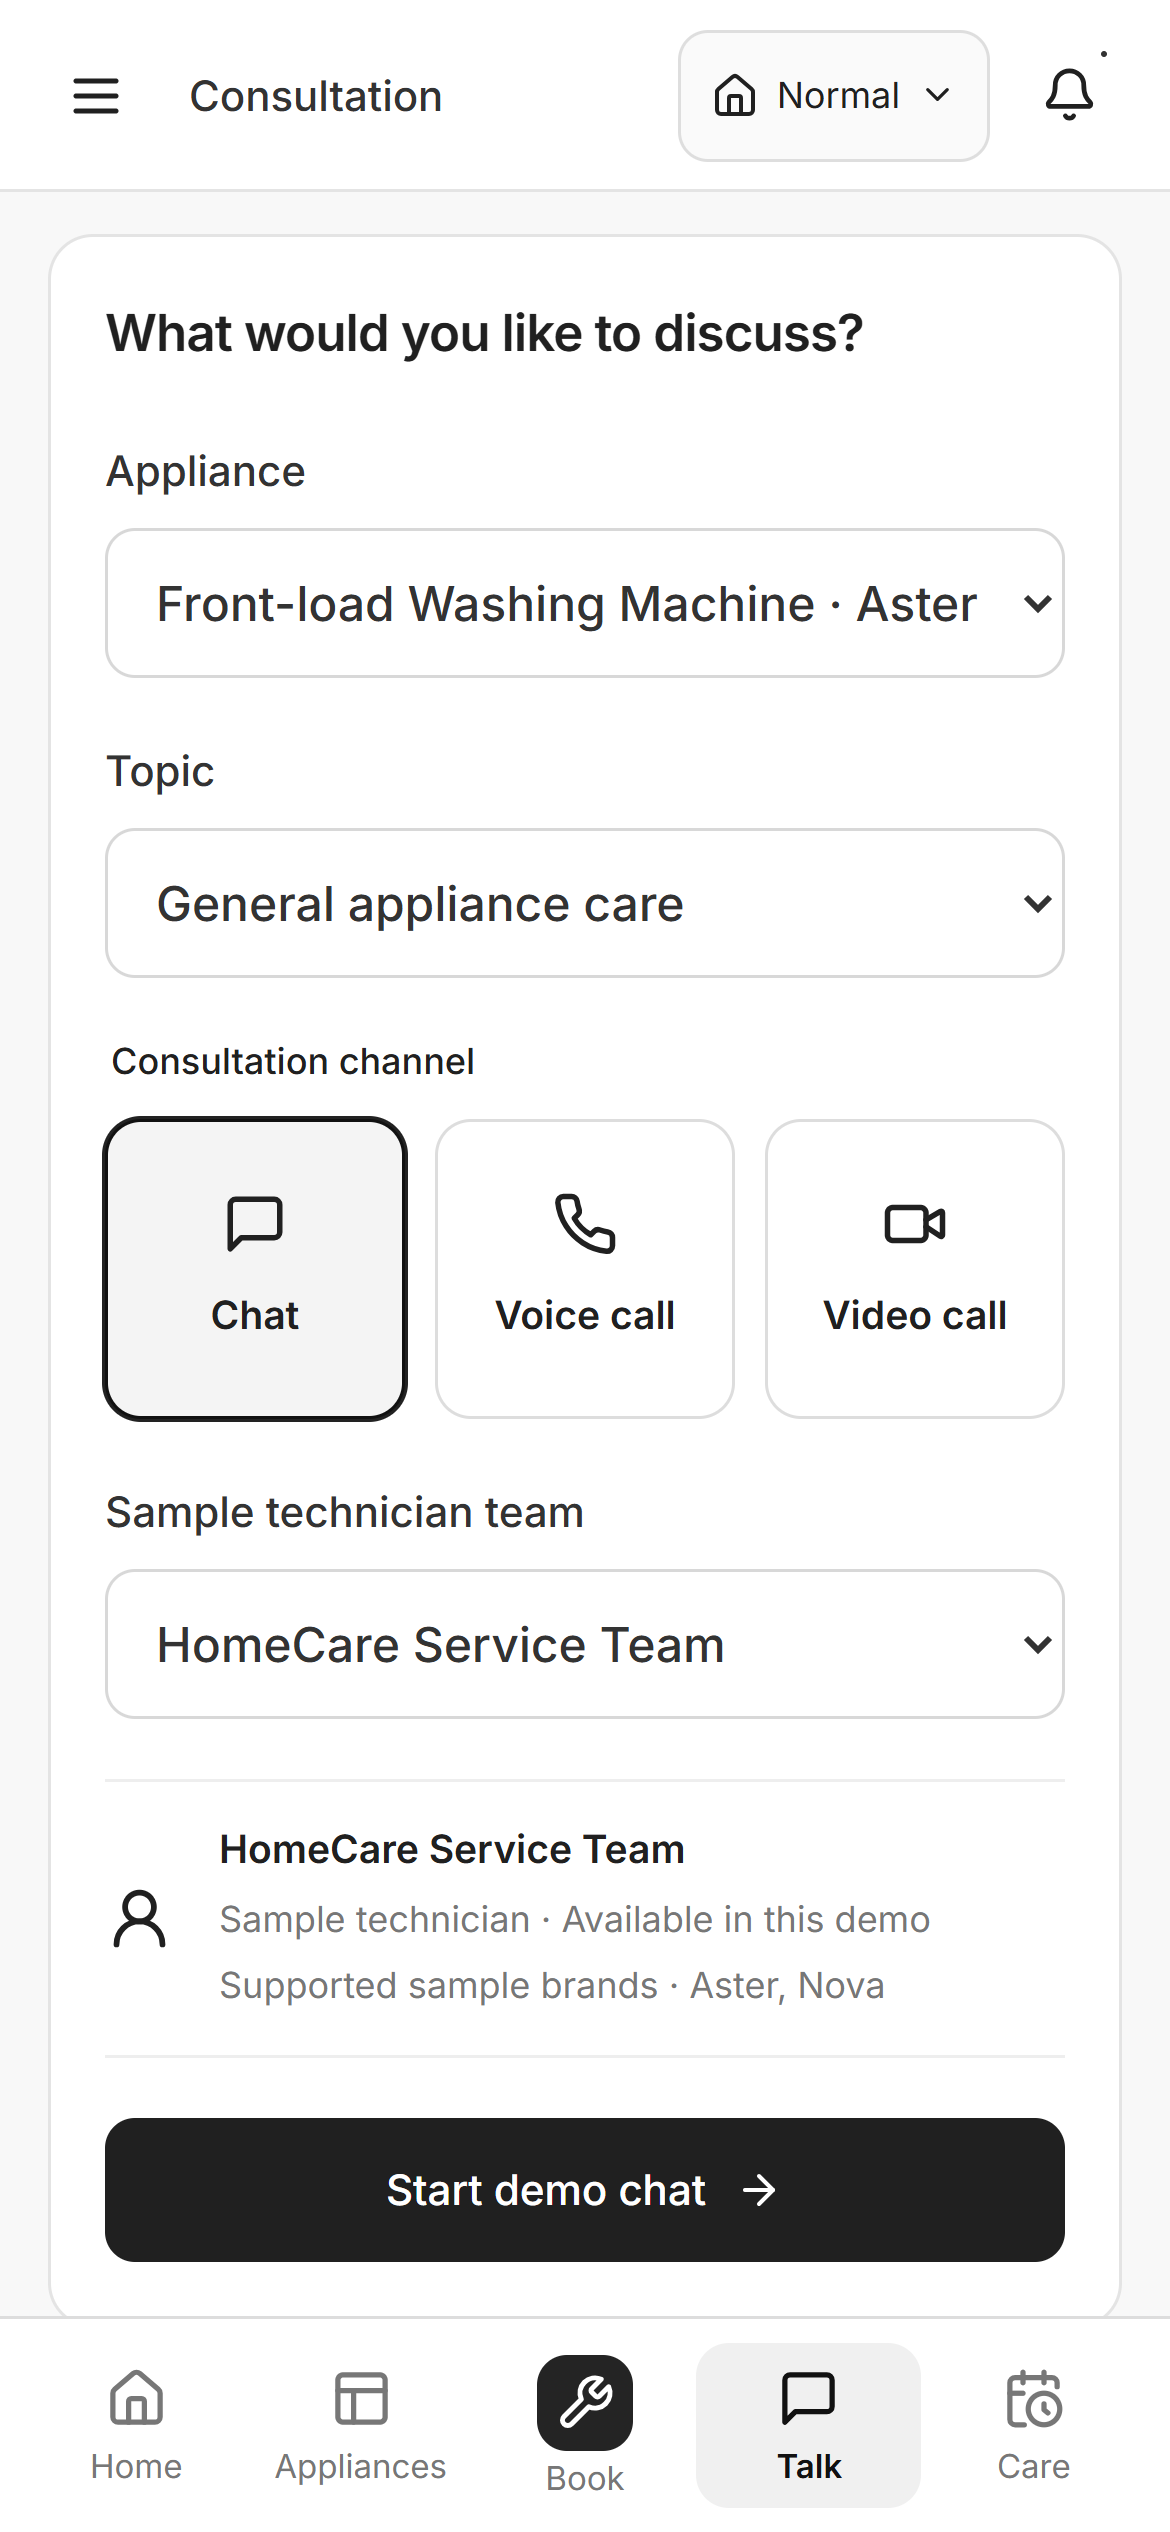 Consultation
Normal
What would you like to discuss?
Appliance
Front-load Washing Machine · Aster
Topic
General appliance care
Consultation channel
Chat
Voice call
Video call
Sample technician team
HomeCare Service Team
HomeCare Service Team
Sample technician · Available in this demo
Supported sample brands · Aster, Nova
Start demo chat
Home
Appliances
Book
Talk
Care